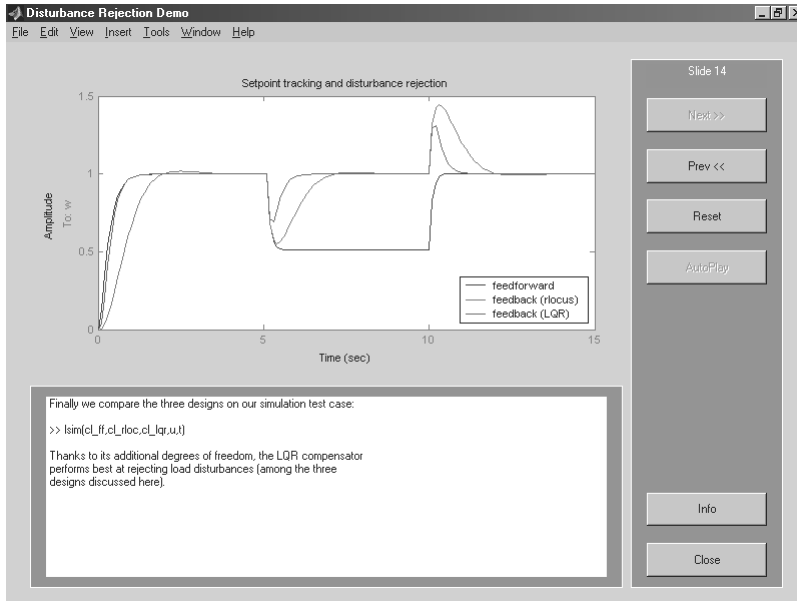 Disturbance Rejection Demo
File Edit View Insert Tools Window Help
Setpoint tracking and disturbance rejection
1.5
1
0.5
0
Amplitude
To: w
0 5 10 15
Time (sec)
feedforward
feedback (rlocus)
feedback (LQR)
Slide 14
Next >>
Prev <<
Reset
AutoPlay
Info
Close
Finally we compare the three designs on our simulation test case:
>> lsim(cl_ff,cl_rloc,cl_lqr,u,t)
Thanks to its additional degrees of freedom, the LQR compensator
performs best at rejecting load disturbances (among the three
designs discussed here).